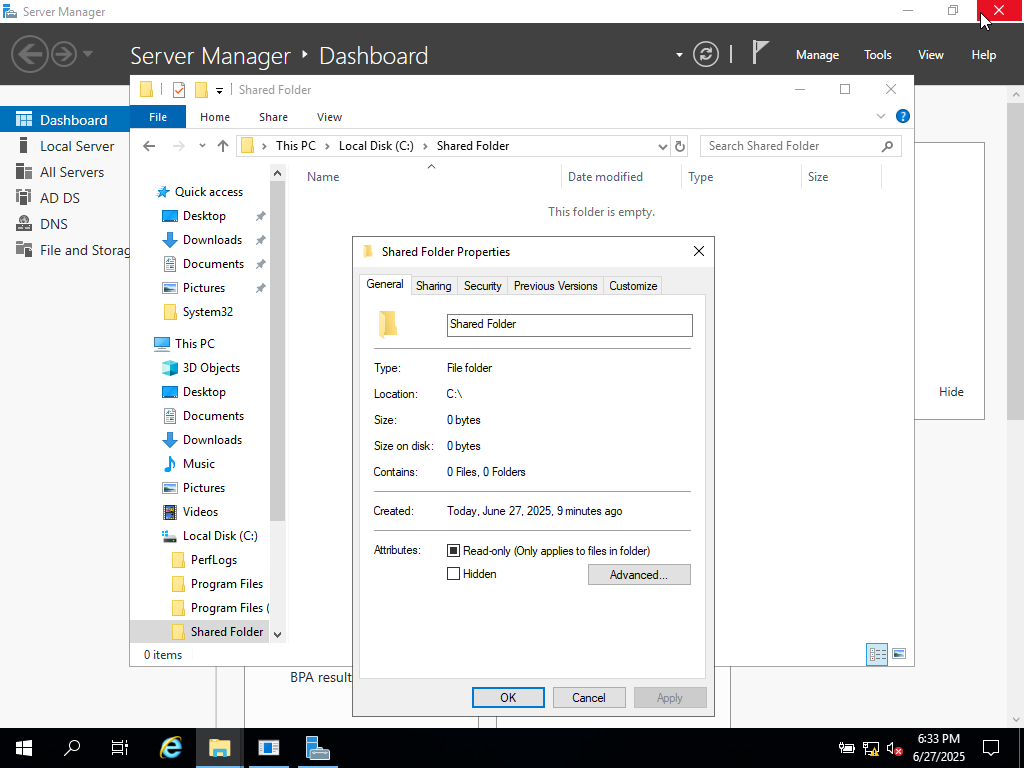 Server Manager
Server Manager ‣ Dashboard
Manage Tools View Help
Dashboard
Local Server
All Servers
AD DS
DNS
File and Storag
Hide
BPA result
Shared Folder
File Home Share View
This PC › Local Disk (C:) › Shared Folder
Search Shared Folder
Name Date modified Type Size
This folder is empty.
Quick access
Desktop
Downloads
Documents
Pictures
System32
This PC
3D Objects
Desktop
Documents
Downloads
Music
Pictures
Videos
Local Disk (C:)
PerfLogs
Program Files
Program Files (
Shared Folder
0 items
Shared Folder Properties
General Sharing Security Previous Versions Customize
Shared Folder
Type: File folder
Location: C:\
Size: 0 bytes
Size on disk: 0 bytes
Contains: 0 Files, 0 Folders
Created: Today, June 27, 2025, 9 minutes ago
Attributes: Read-only (Only applies to files in folder)
Hidden Advanced...
OK Cancel Apply
6:33 PM
6/27/2025